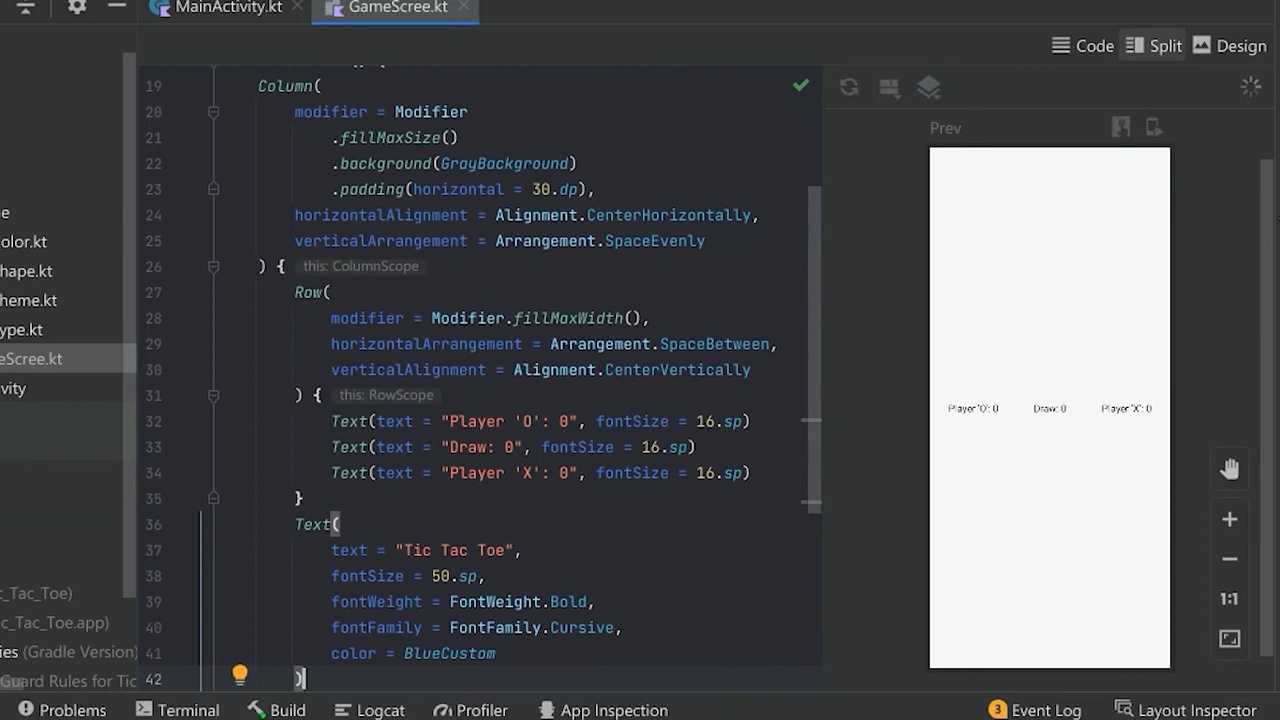 MainActivity.kt
GameScree.kt
Code
Split
Design
19 Column(
20 modifier = Modifier
21 .fillMaxSize()
22 .background(GrayBackground)
23 .padding(horizontal = 30.dp),
24 horizontalAlignment = Alignment.CenterHorizontally,
25 verticalArrangement = Arrangement.SpaceEvenly
26 ) { this: ColumnScope
27 Row(
28 modifier = Modifier.fillMaxWidth(),
29 horizontalArrangement = Arrangement.SpaceBetween,
30 verticalAlignment = Alignment.CenterVertically
31 ) { this: RowScope
32 Text(text = "Player 'O': 0", fontSize = 16.sp)
33 Text(text = "Draw: 0", fontSize = 16.sp)
34 Text(text = "Player 'X': 0", fontSize = 16.sp)
35 }
36 Text(
37 text = "Tic Tac Toe",
38 fontSize = 50.sp,
39 fontWeight = FontWeight.Bold,
40 fontFamily = FontFamily.Cursive,
41 color = BlueCustom
42 )
e
olor.kt
hape.kt
heme.kt
ype.kt
eScree.kt
ivity
c_Tac_Toe)
c_Tac_Toe.app)
ies (Gradle Version)
Guard Rules for Tic
Prev
Player 'O': 0
Draw: 0
Player 'X': 0
1:1
Problems
Terminal
Build
Logcat
Profiler
App Inspection
3 Event Log
Layout Inspector